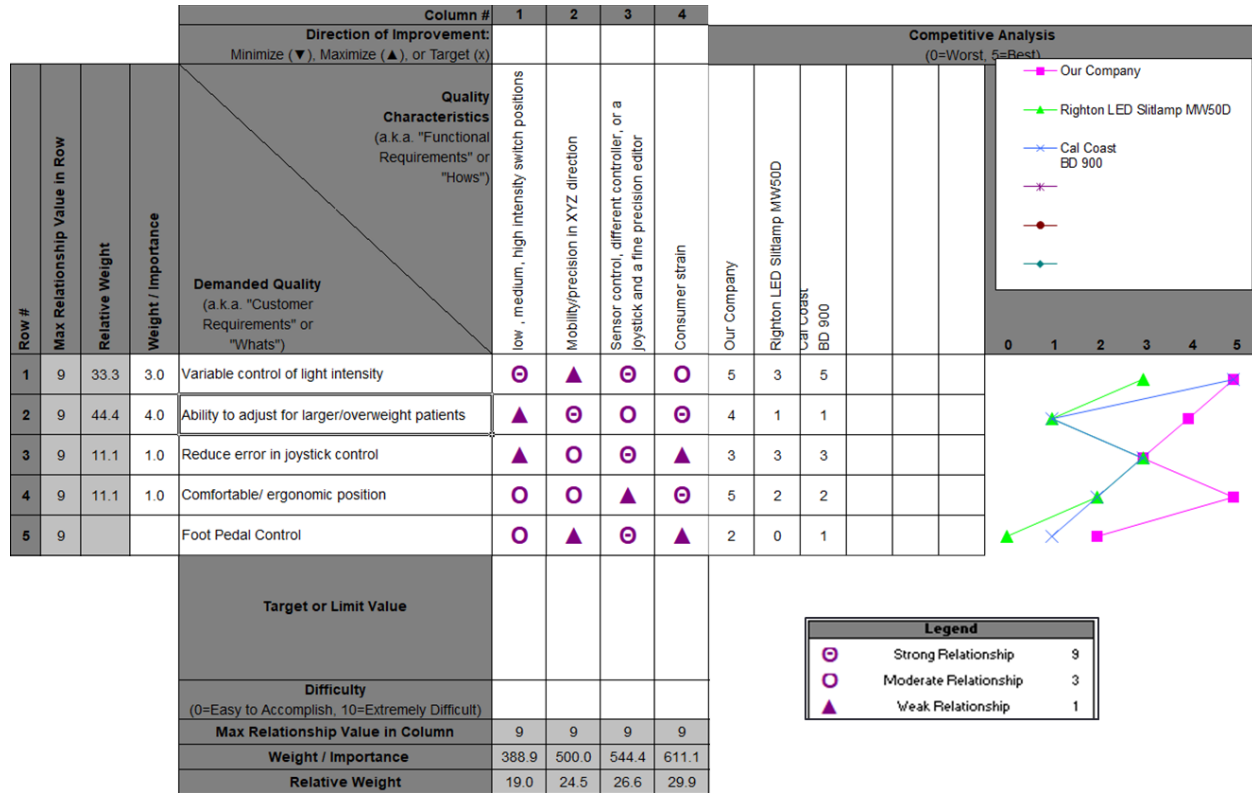 Column # 1 2 3 4
Direction of Improvement:
Minimize (▼), Maximize (▲), or Target (x)
Competitive Analysis
(0=Worst, 5=Best)
Row #
Max Relationship Value in Row
Relative Weight
Weight / Importance
Quality
Characteristics
(a.k.a. "Functional
Requirements" or
"Hows")
Demanded Quality
(a.k.a. "Customer
Requirements" or
"Whats")
low , medium, high intensity switch positions
Mobility/precision in XYZ direction
Sensor control, different controller, or a
joystick and a fine precision editor
Consumer strain
Our Company
Righton LED Slitlamp MW50D
Cal Coast
BD 900
Our Company
Righton LED Slitlamp MW50D
Cal Coast
BD 900
0 1 2 3 4 5
1 9 33.3 3.0 Variable control of light intensity 5 3 5
2 9 44.4 4.0 Ability to adjust for larger/overweight patients 4 1 1
3 9 11.1 1.0 Reduce error in joystick control 3 3 3
4 9 11.1 1.0 Comfortable/ ergonomic position 5 2 2
5 9 Foot Pedal Control 2 0 1
Target or Limit Value
Difficulty
(0=Easy to Accomplish, 10=Extremely Difficult)
Max Relationship Value in Column 9 9 9 9
Weight / Importance 388.9 500.0 544.4 611.1
Relative Weight 19.0 24.5 26.6 29.9
Legend
Strong Relationship 9
Moderate Relationship 3
Weak Relationship 1